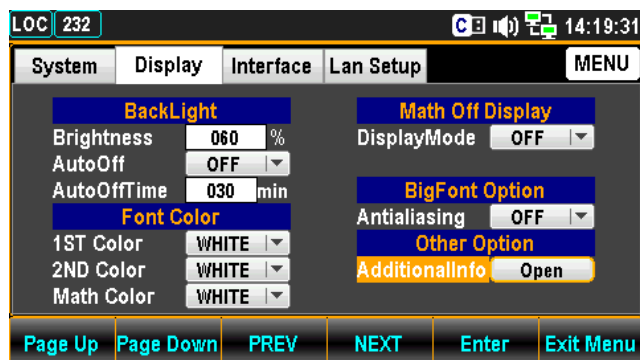 LOC 232 C 14:19:31
System Display Interface Lan Setup MENU
BackLight
Brightness 060 %
AutoOff OFF
AutoOffTime 030 min
Font Color
1ST Color WHITE
2ND Color WHITE
Math Color WHITE
Math Off Display
DisplayMode OFF
BigFont Option
Antialiasing OFF
Other Option
AdditionalInfo Open
Page Up Page Down PREV NEXT Enter Exit Menu